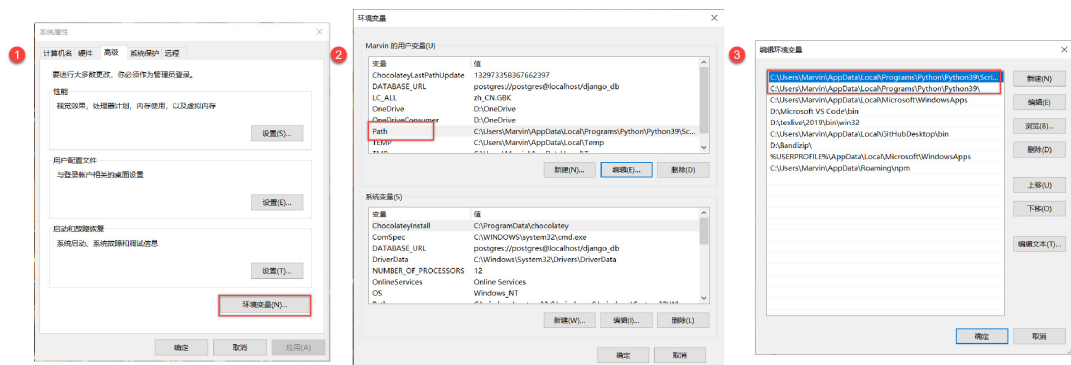 1
系统属性
计算机名 硬件 高级 系统保护 远程
要进行大多数更改，你必须作为管理员登录。
性能
视觉效果，处理器计划，内存使用，以及虚拟内存
设置(S)...
用户配置文件
与登录帐户相关的桌面设置
设置(E)...
启动和故障恢复
系统启动、系统故障和调试信息
设置(T)...
环境变量(N)...
确定 取消 应用(A)
2
环境变量
Marvin 的用户变量(U)
变量 值
ChocolateyLastPathUpdate 132973358367662397
DATABASE_URL postgres://postgres@localhost/django_db
LC_ALL zh_CN.GBK
OneDrive D:\OneDrive
OneDriveConsumer D:\OneDrive
Path C:\Users\Marvin\AppData\Local\Programs\Python\Python39\Sc...
TEMP C:\Users\Marvin\AppData\Local\Temp
新建(N)... 编辑(E)... 删除(D)
系统变量(S)
变量 值
ChocolateyInstall C:\ProgramData\chocolatey
ComSpec C:\WINDOWS\system32\cmd.exe
DATABASE_URL postgres://postgres@localhost/django_db
DriverData C:\Windows\System32\Drivers\DriverData
NUMBER_OF_PROCESSORS 12
OnlineServices Online Services
OS Windows_NT
新建(W)... 编辑(I)... 删除(L)
确定 取消
3
编辑环境变量
C:\Users\Marvin\AppData\Local\Programs\Python\Python39\Scri...
C:\Users\Marvin\AppData\Local\Programs\Python\Python39\
C:\Users\Marvin\AppData\Local\Microsoft\WindowsApps
D:\Microsoft VS Code\bin
D:\texlive\2019\bin\win32
C:\Users\Marvin\AppData\Local\GitHubDesktop\bin
D:\Bandizip\
%USERPROFILE%\AppData\Local\Microsoft\WindowsApps
C:\Users\Marvin\AppData\Roaming\npm
新建(N)
编辑(E)
浏览(B)...
删除(D)
上移(U)
下移(O)
编辑文本(T)...
确定 取消